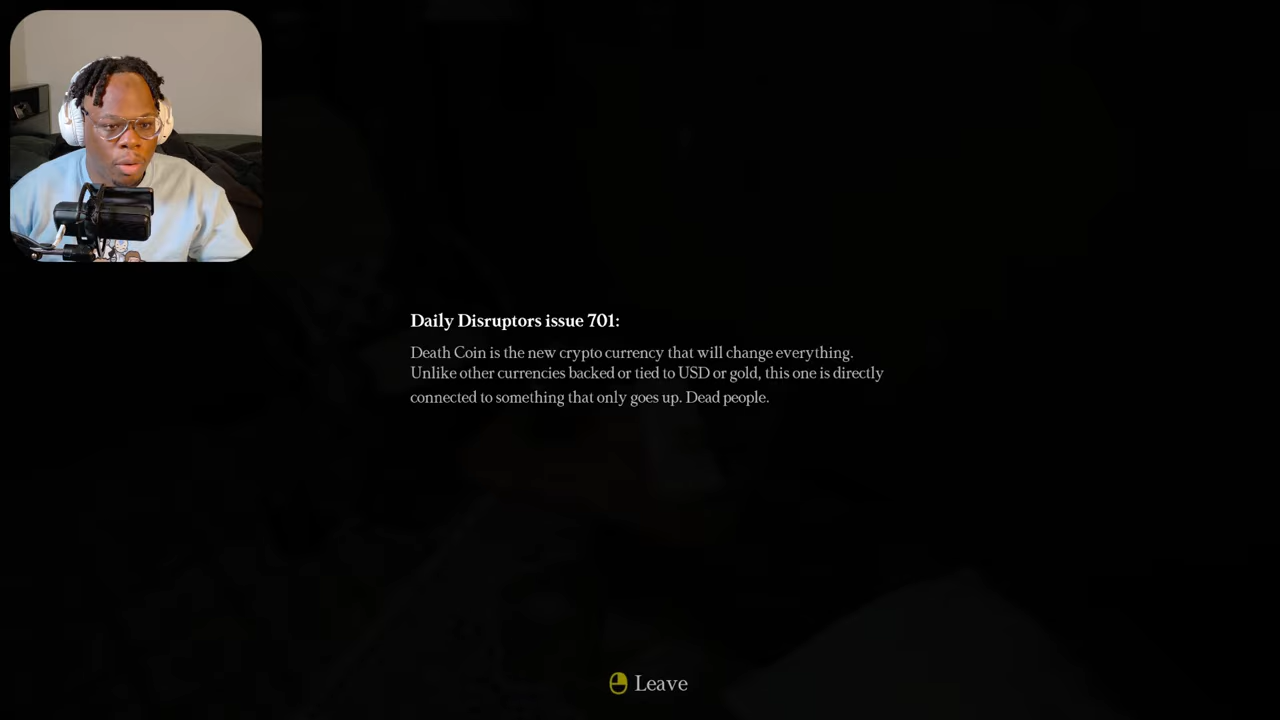 Daily Disruptors issue 701:
Death Coin is the new crypto currency that will change everything.
Unlike other currencies backed or tied to USD or gold, this one is directly
connected to something that only goes up. Dead people.
Leave